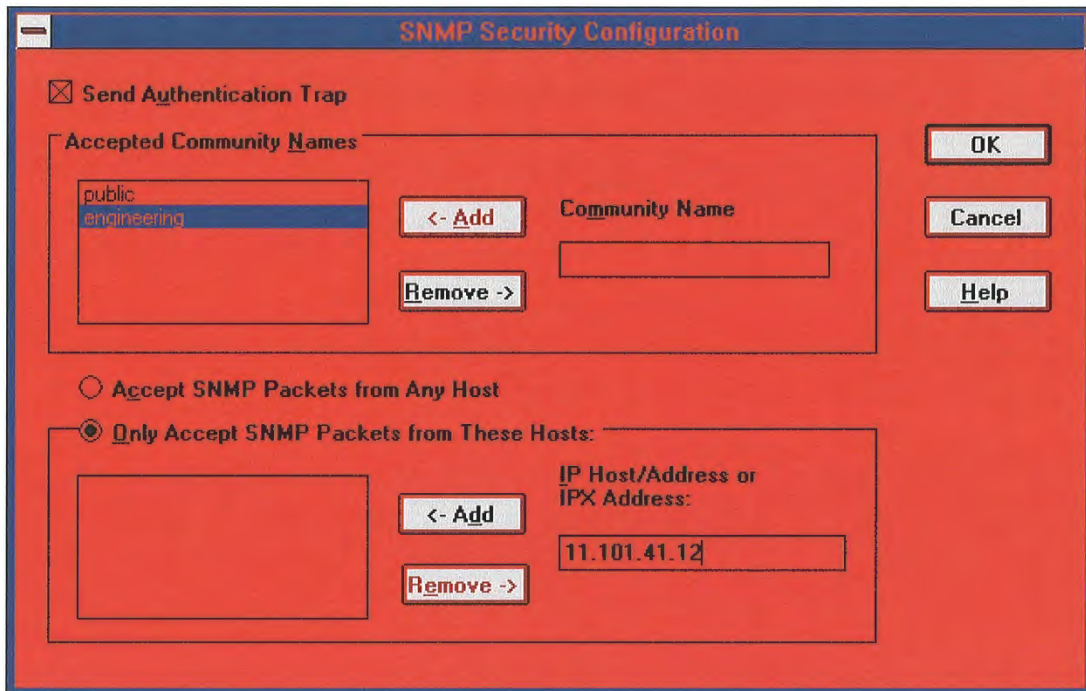 SNMP Security Configuration
Send Authentication Trap
Accepted Community Names
public
engineering
<- Add
Remove ->
Community Name
OK
Cancel
Help
Accept SNMP Packets from Any Host
Only Accept SNMP Packets from These Hosts:
<- Add
Remove ->
IP Host/Address or
IPX Address:
11.101.41.12